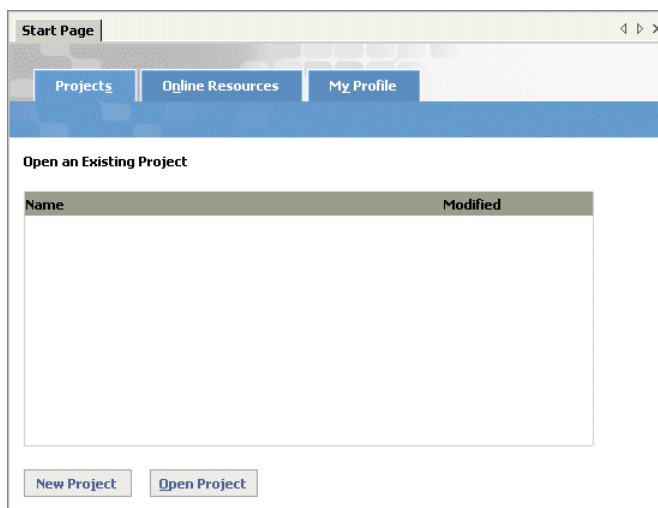 Start Page
Projects Online Resources My Profile
Open an Existing Project
Name Modified
New Project Open Project